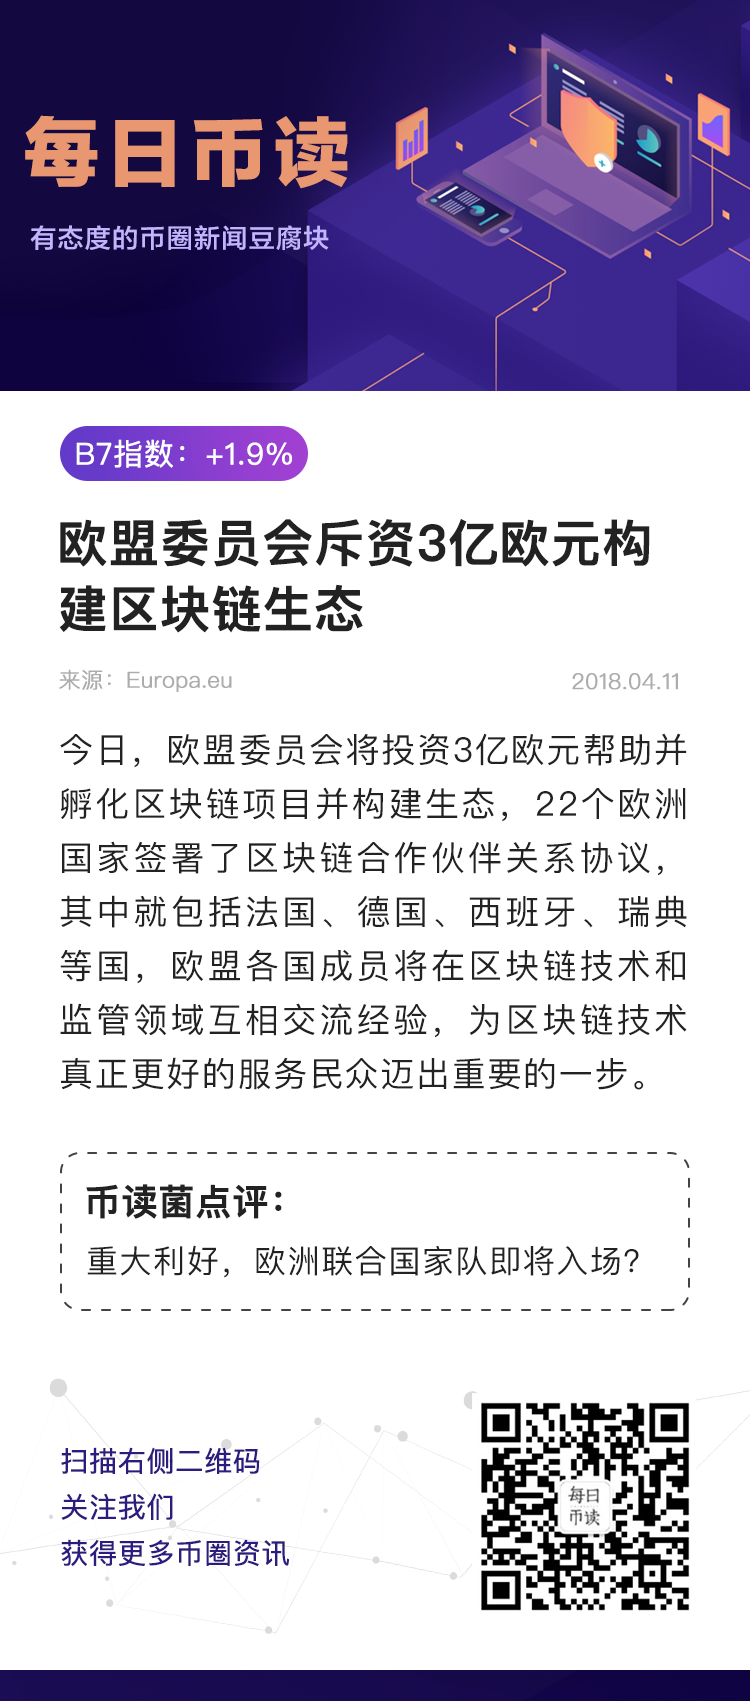 每日币读
有态度的币圈新闻豆腐块
B7指数：+1.9%
欧盟委员会斥资3亿欧元构
建区块链生态
来源：Europa.eu
2018.04.11
今日，欧盟委员会将投资3亿欧元帮助并
孵化区块链项目并构建生态，22个欧洲
国家签署了区块链合作伙伴关系协议，
其中就包括法国、德国、西班牙、瑞典
等国，欧盟各国成员将在区块链技术和
监管领域互相交流经验，为区块链技术
真正更好的服务民众迈出重要的一步。
币读菌点评：
重大利好，欧洲联合国家队即将入场？
扫描右侧二维码
关注我们
获得更多币圈资讯
每日
币读